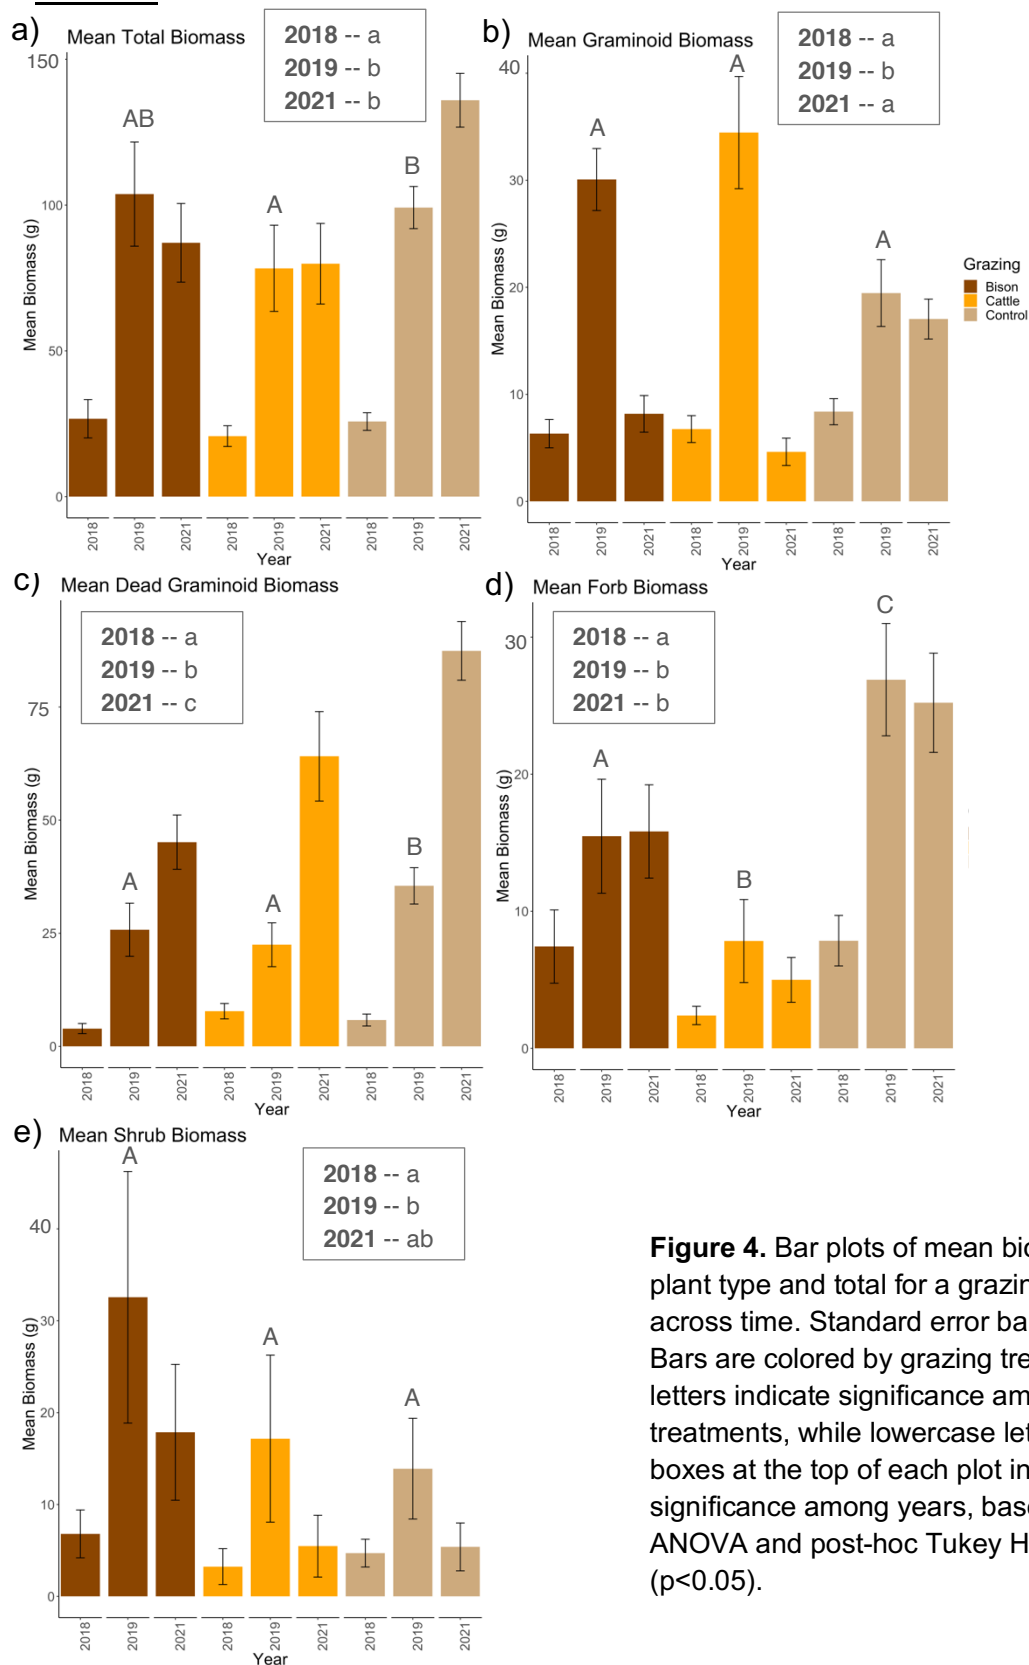 a)
Mean Total Biomass
2018 -- a
2019 -- b
2021 -- b
150
100
50
0
Mean Biomass (g)
AB
A
B
2018
2019
2021
2018
2019
2021
2018
2019
2021
Year
b)
Mean Graminoid Biomass
2018 -- a
2019 -- b
2021 -- a
40
30
20
10
0
Mean Biomass (g)
A
A
A
2018
2019
2021
2018
2019
2021
2018
2019
2021
Year
Grazing
Bison
Cattle
Control
c)
Mean Dead Graminoid Biomass
2018 -- a
2019 -- b
2021 -- c
75
50
25
0
Mean Biomass (g)
A
A
B
2018
2019
2021
2018
2019
2021
2018
2019
2021
Year
d)
Mean Forb Biomass
2018 -- a
2019 -- b
2021 -- b
30
20
10
0
Mean Biomass (g)
A
B
C
2018
2019
2021
2018
2019
2021
2018
2019
2021
Year
e)
Mean Shrub Biomass
2018 -- a
2019 -- b
2021 -- ab
40
30
20
10
0
Mean Biomass (g)
A
A
A
2018
2019
2021
2018
2019
2021
2018
2019
2021
Year
Figure 4. Bar plots of mean bio
plant type and total for a grazin
across time. Standard error ba
Bars are colored by grazing tre
letters indicate significance am
treatments, while lowercase let
boxes at the top of each plot in
significance among years, base
ANOVA and post-hoc Tukey H
(p<0.05).